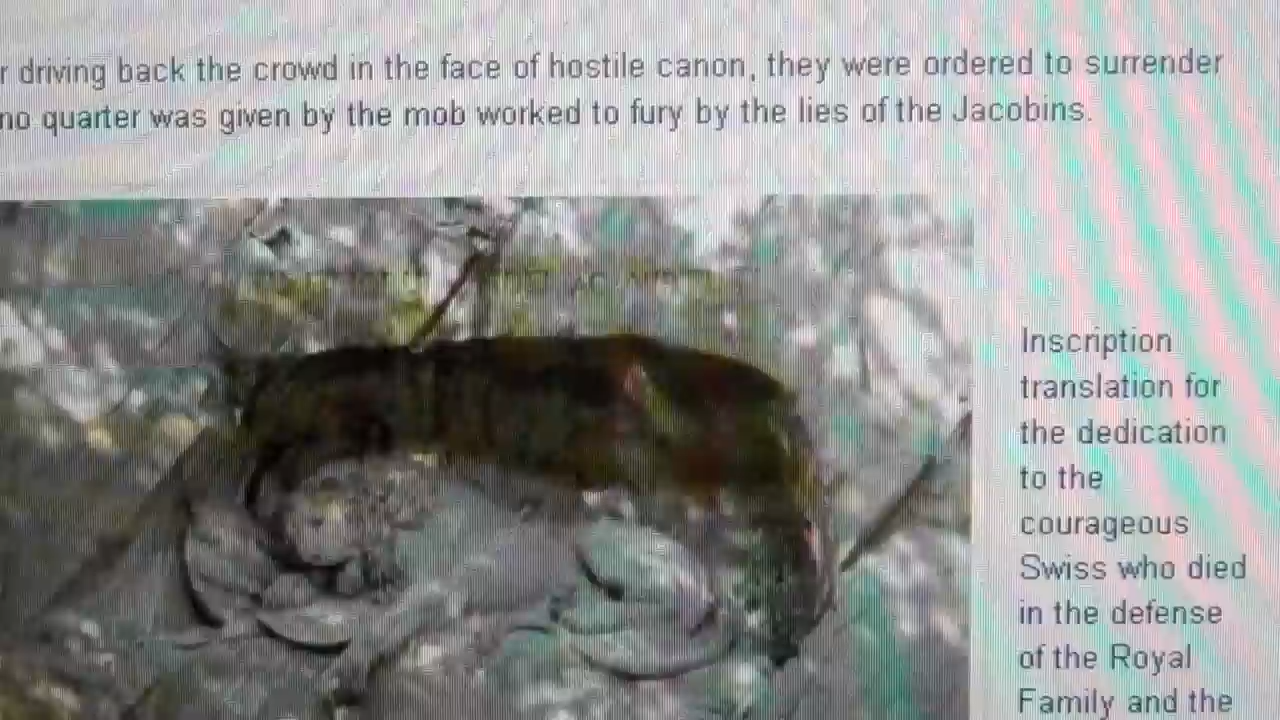 r driving back the crowd in the face of hostile canon, they were ordered to surrender
no quarter was given by the mob worked to fury by the lies of the Jacobins.
Inscription
translation for
the dedication
to the
courageous
Swiss who died
in the defense
of the Royal
Family and the